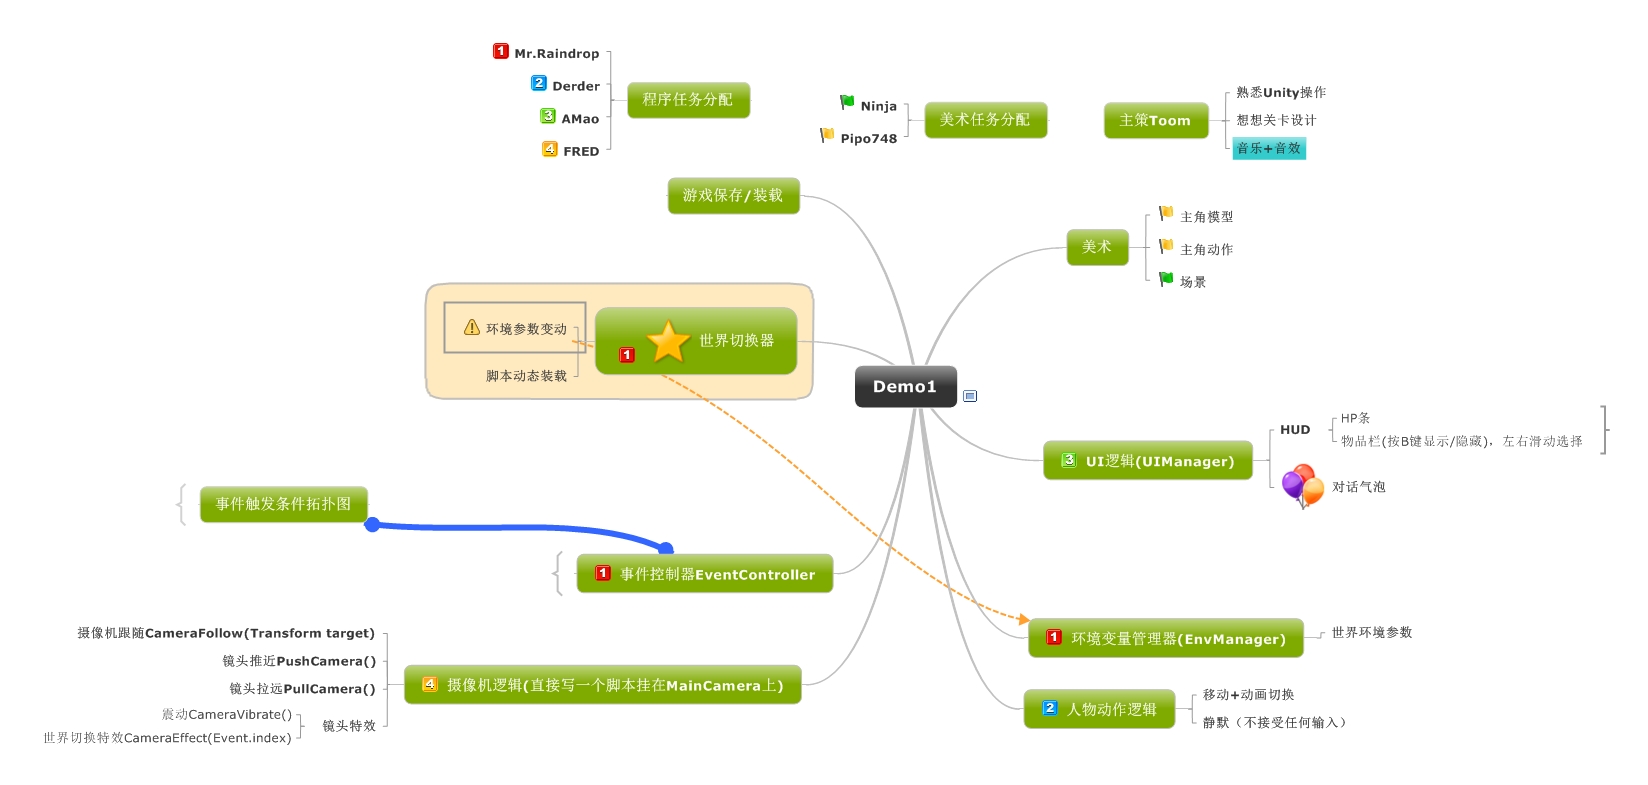 1 Mr.Raindrop
2 Derder
3 AMao
4 FRED
程序任务分配
Ninja
Pipo748
美术任务分配
主策Toom
熟悉Unity操作
想想关卡设计
音乐+音效
游戏保存/装载
美术
主角模型
主角动作
场景
环境参数变动
脚本动态装载
1 世界切换器
Demo1
3 UI逻辑(UIManager)
HUD
HP条
物品栏(按B键显示/隐藏)，左右滑动选择
对话气泡
事件触发条件拓扑图
1 事件控制器EventController
摄像机跟随CameraFollow(Transform target)
镜头推近PushCamera()
镜头拉远PullCamera()
震动CameraVibrate()
世界切换特效CameraEffect(Event.index)
镜头特效
4 摄像机逻辑(直接写一个脚本挂在MainCamera上)
1 环境变量管理器(EnvManager)
世界环境参数
2 人物动作逻辑
移动+动画切换
静默（不接受任何输入）